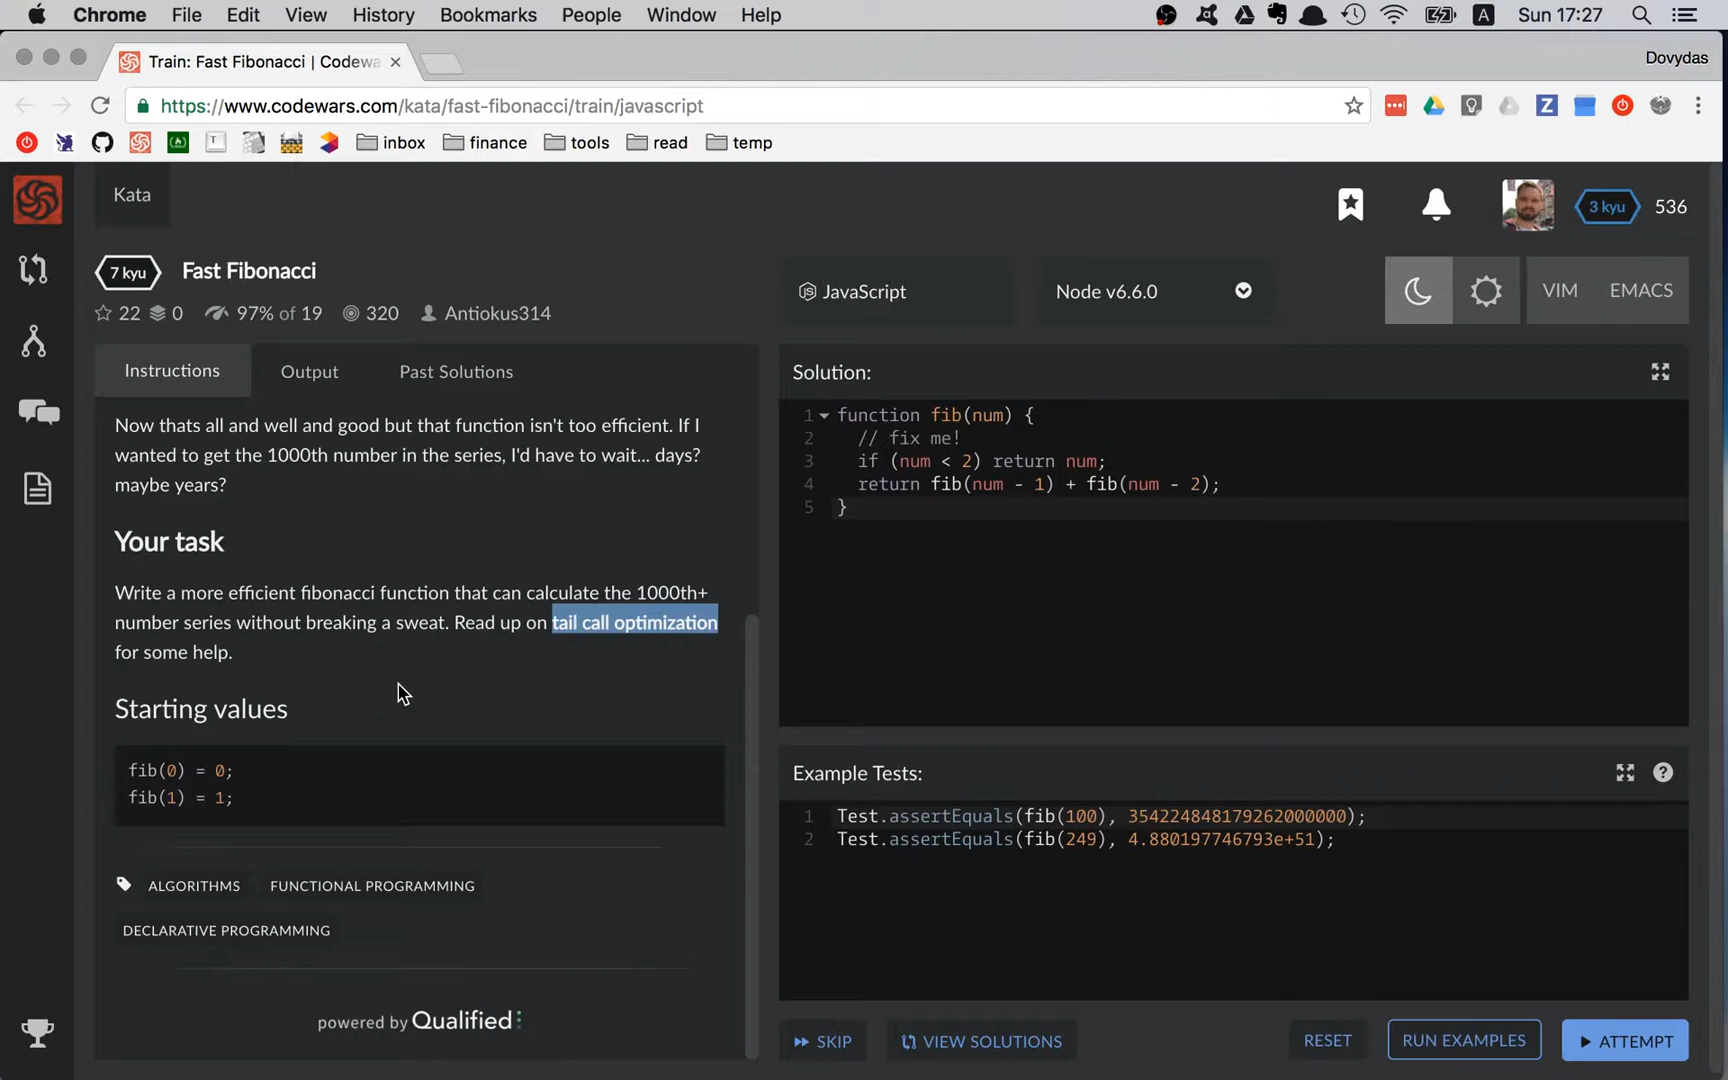 Chrome File Edit View History Bookmarks People Window Help A Sun 17:27
Train: Fast Fibonacci | Codewa
Dovydas
https://www.codewars.com/kata/fast-fibonacci/train/javascript
inbox finance tools read temp
Kata
3 kyu 536
7 kyu Fast Fibonacci
22 0 97% of 19 320 Antiokus314
JavaScript
Node v6.6.0
VIM EMACS
Instructions Output Past Solutions
Now thats all and well and good but that function isn't too efficient. If I
wanted to get the 1000th number in the series, I'd have to wait... days?
maybe years?
Your task
Write a more efficient fibonacci function that can calculate the 1000th+
number series without breaking a sweat. Read up on tail call optimization
for some help.
Starting values
fib(0) = 0;
fib(1) = 1;
ALGORITHMS FUNCTIONAL PROGRAMMING
DECLARATIVE PROGRAMMING
powered by Qualified
Solution:
1 function fib(num) {
2 // fix me!
3 if (num < 2) return num;
4 return fib(num - 1) + fib(num - 2);
5 }
Example Tests:
1 Test.assertEquals(fib(100), 354224848179262000000);
2 Test.assertEquals(fib(249), 4.880197746793e+51);
SKIP VIEW SOLUTIONS RESET RUN EXAMPLES ATTEMPT